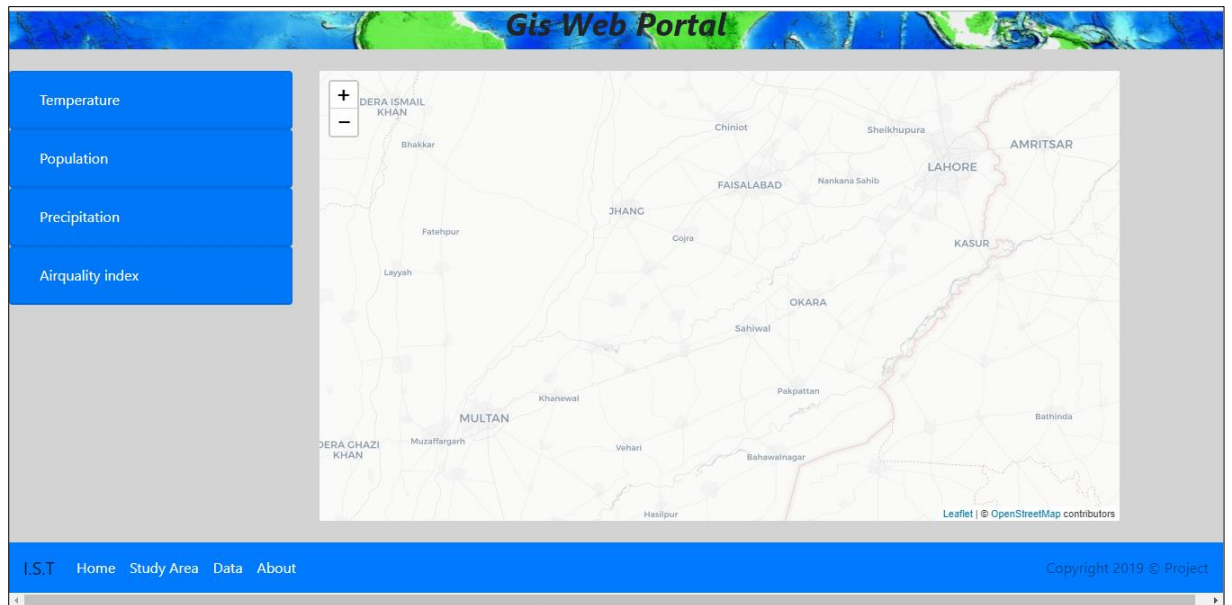 Gis Web Portal
Temperature
Population
Precipitation
Airquality index
+
−
DERA ISMAIL
KHAN
Bhakkar
Chiniot
Sheikhupura
AMRITSAR
LAHORE
FAISALABAD
Nankana Sahib
JHANG
Fatehpur
Gojra
KASUR
Layyah
OKARA
Sahiwal
Khanewal
Pakpattan
MULTAN
Bathinda
Muzaffargarh
DERA GHAZI
KHAN
Vehari
Bahawalnagar
Hasilpur
Leaflet | © OpenStreetMap contributors
I.S.T Home Study Area Data About
Copyright 2019 © Project